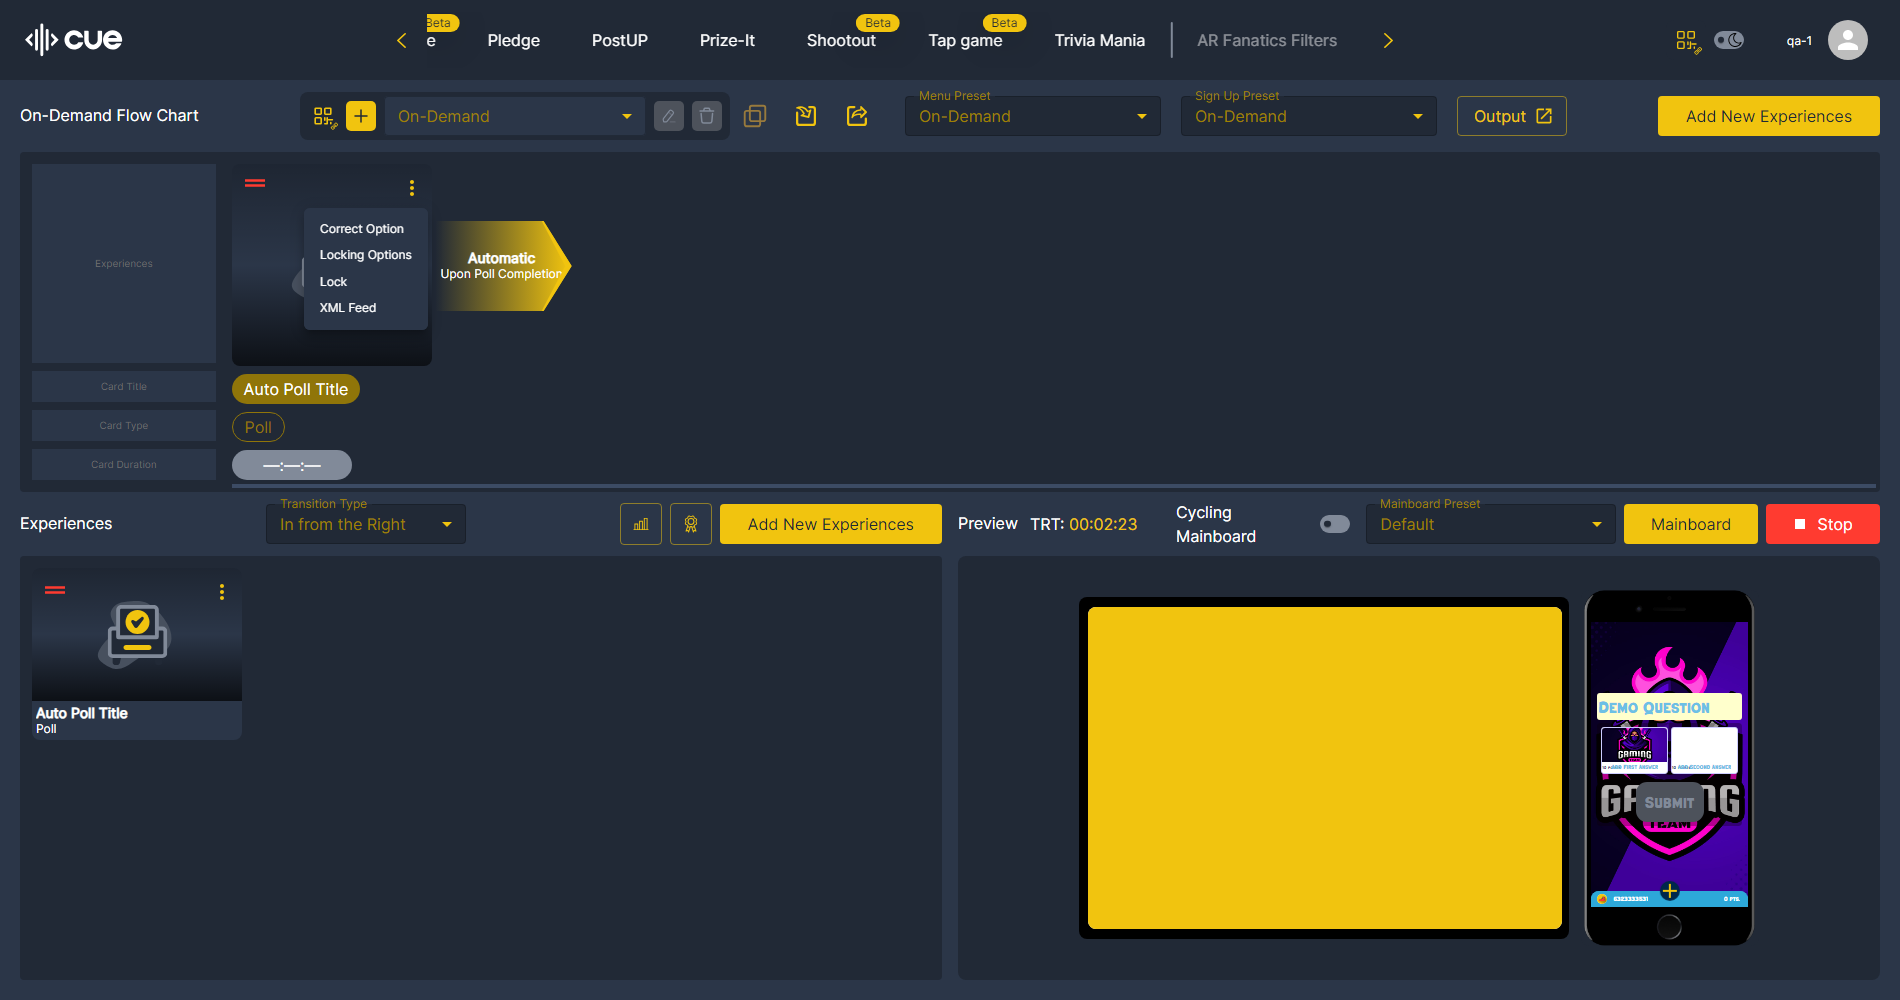 cue
e
Beta
Pledge
PostUP
Prize-It
Shootout
Beta
Tap game
Beta
Trivia Mania
AR Fanatics Filters
qa-1
On-Demand Flow Chart
On-Demand
Menu Preset
On-Demand
Sign Up Preset
On-Demand
Output
Add New Experiences
Experiences
Correct Option
Locking Options
Lock
XML Feed
Automatic
Upon Poll Completion
Card Title
Auto Poll Title
Card Type
Poll
Card Duration
—:—:—
Experiences
Transition Type
In from the Right
Add New Experiences
Preview
TRT: 00:02:23
Cycling
Mainboard
Mainboard Preset
Default
Mainboard
Stop
Auto Poll Title
Poll
Demo Question
GAMING
Submit
TEAM
6323333531
0 PTS.